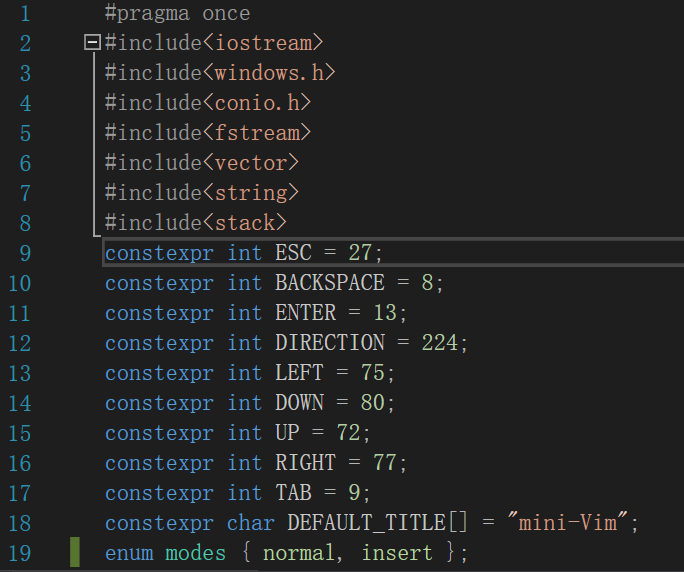 1 #pragma once
2 #include<iostream>
3 #include<windows.h>
4 #include<conio.h>
5 #include<fstream>
6 #include<vector>
7 #include<string>
8 #include<stack>
9 constexpr int ESC = 27;
10 constexpr int BACKSPACE = 8;
11 constexpr int ENTER = 13;
12 constexpr int DIRECTION = 224;
13 constexpr int LEFT = 75;
14 constexpr int DOWN = 80;
15 constexpr int UP = 72;
16 constexpr int RIGHT = 77;
17 constexpr int TAB = 9;
18 constexpr char DEFAULT_TITLE[] = "mini-Vim";
19 enum modes { normal, insert };